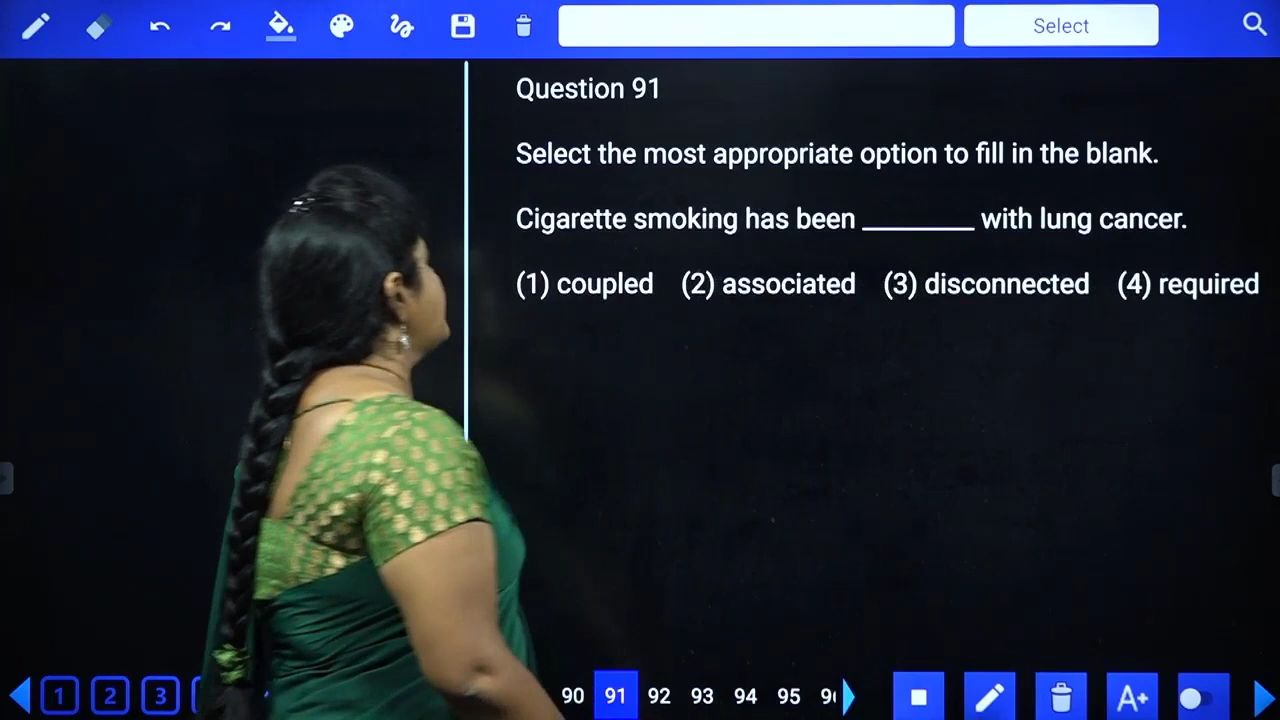 Select
Question 91
Select the most appropriate option to fill in the blank.
Cigarette smoking has been ________ with lung cancer.
(1) coupled (2) associated (3) disconnected (4) required
1 2 3 90 91 92 93 94 95 A+